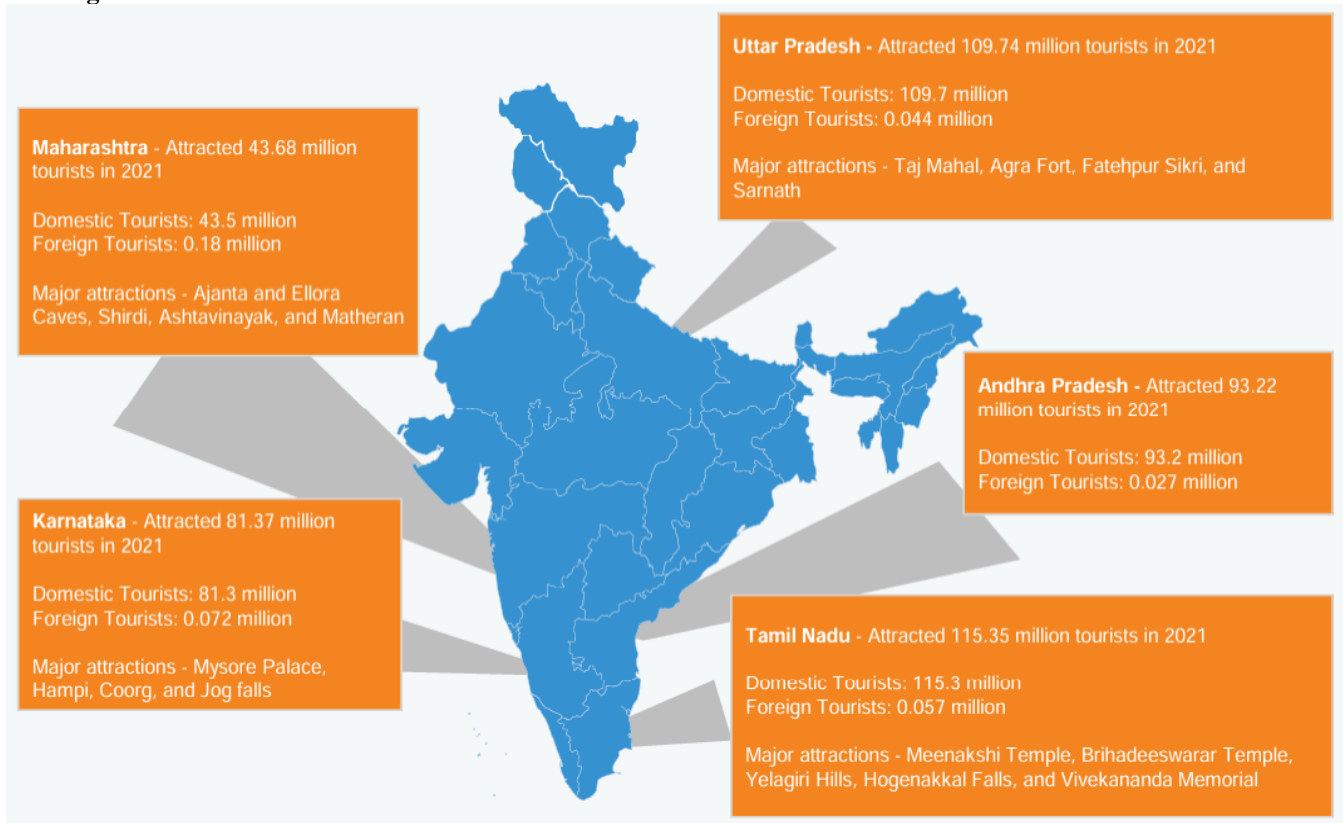 Maharashtra - Attracted 43.68 million
tourists in 2021
Domestic Tourists: 43.5 million
Foreign Tourists: 0.18 million
Major attractions - Ajanta and Ellora
Caves, Shirdi, Ashtavinayak, and Matheran
Karnataka - Attracted 81.37 million
tourists in 2021
Domestic Tourists: 81.3 million
Foreign Tourists: 0.072 million
Major attractions - Mysore Palace,
Hampi, Coorg, and Jog falls
Uttar Pradesh - Attracted 109.74 million tourists in 2021
Domestic Tourists: 109.7 million
Foreign Tourists: 0.044 million
Major attractions - Taj Mahal, Agra Fort, Fatehpur Sikri, and
Sarnath
Andhra Pradesh - Attracted 93.22
million tourists in 2021
Domestic Tourists: 93.2 million
Foreign Tourists: 0.027 million
Tamil Nadu - Attracted 115.35 million tourists in 2021
Domestic Tourists: 115.3 million
Foreign Tourists: 0.057 million
Major attractions - Meenakshi Temple, Brihadeeswarar Temple,
Yelagiri Hills, Hogenakkal Falls, and Vivekananda Memorial